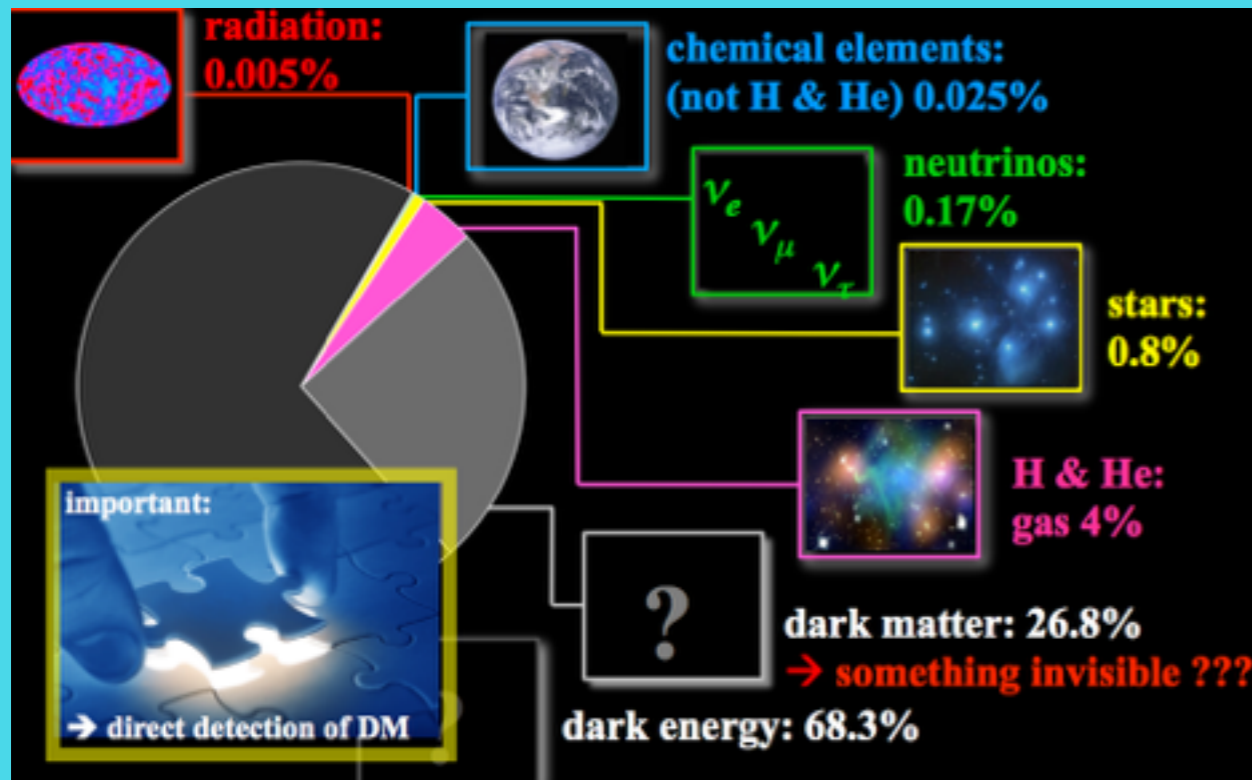 radiation:
0.005%
chemical elements:
(not H & He) 0.025%
neutrinos:
0.17%
νe
νμ
ντ
stars:
0.8%
H & He:
gas 4%
?
dark matter: 26.8%
→ something invisible ???
important:
→ direct detection of DM
?
dark energy: 68.3%